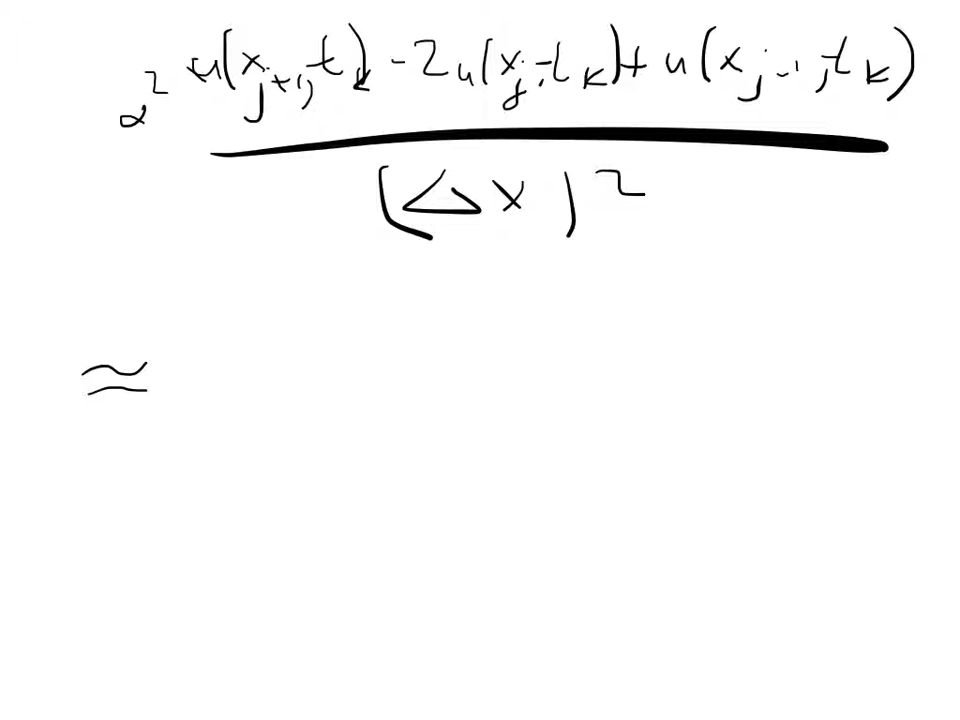 α² u(x_{j+1}, t_k) - 2u(x_j, t_k) + u(x_{j-1}, t_k)
(Δx)²
≈